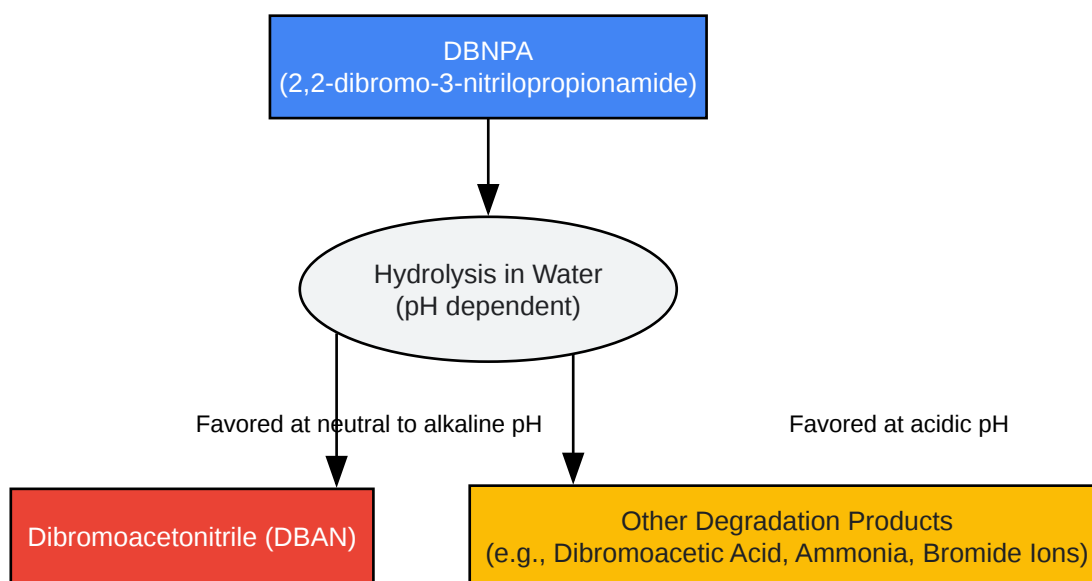 DBNPA
(2,2-dibromo-3-nitrilopropionamide)
Hydrolysis in Water
(pH dependent)
Favored at neutral to alkaline pH
Favored at acidic pH
Dibromoacetonitrile (DBAN)
Other Degradation Products
(e.g., Dibromoacetic Acid, Ammonia, Bromide Ions)